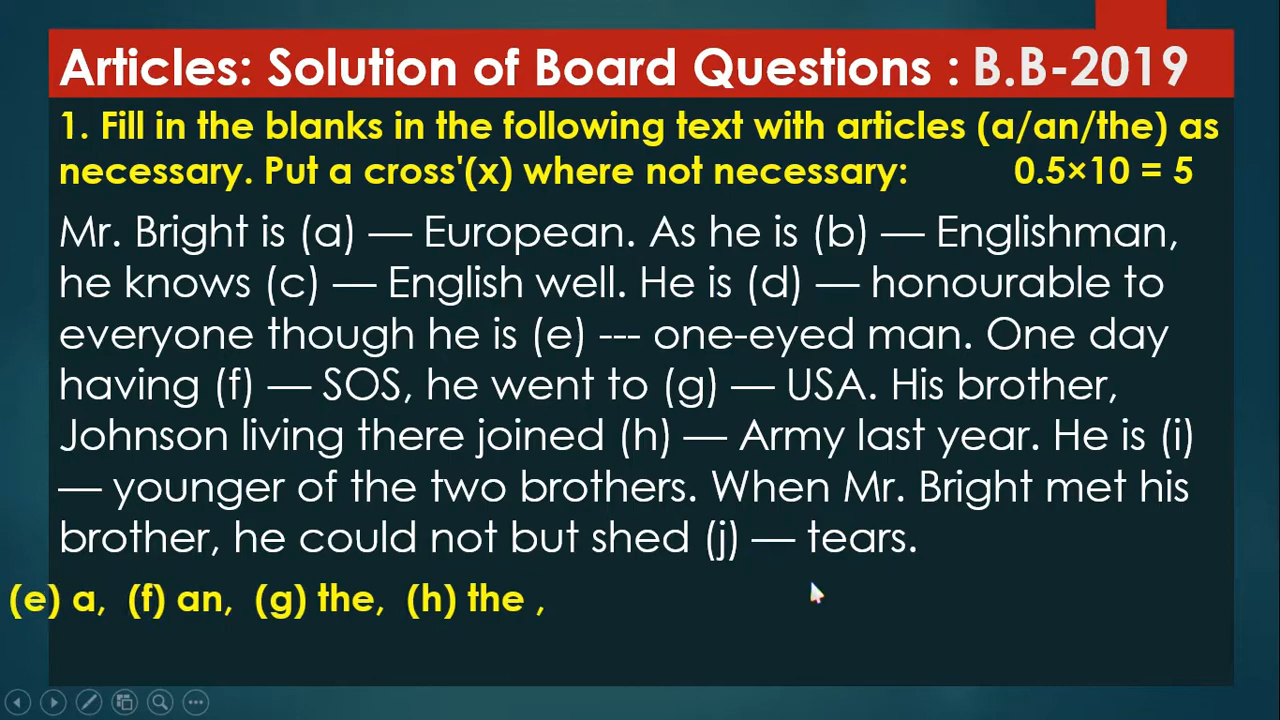 Articles: Solution of Board Questions : B.B-2019
1. Fill in the blanks in the following text with articles (a/an/the) as
necessary. Put a cross'(x) where not necessary: 0.5×10 = 5
Mr. Bright is (a) — European. As he is (b) — Englishman,
he knows (c) — English well. He is (d) — honourable to
everyone though he is (e) --- one-eyed man. One day
having (f) — SOS, he went to (g) — USA. His brother,
Johnson living there joined (h) — Army last year. He is (i)
— younger of the two brothers. When Mr. Bright met his
brother, he could not but shed (j) — tears.
(e) a, (f) an, (g) the, (h) the ,